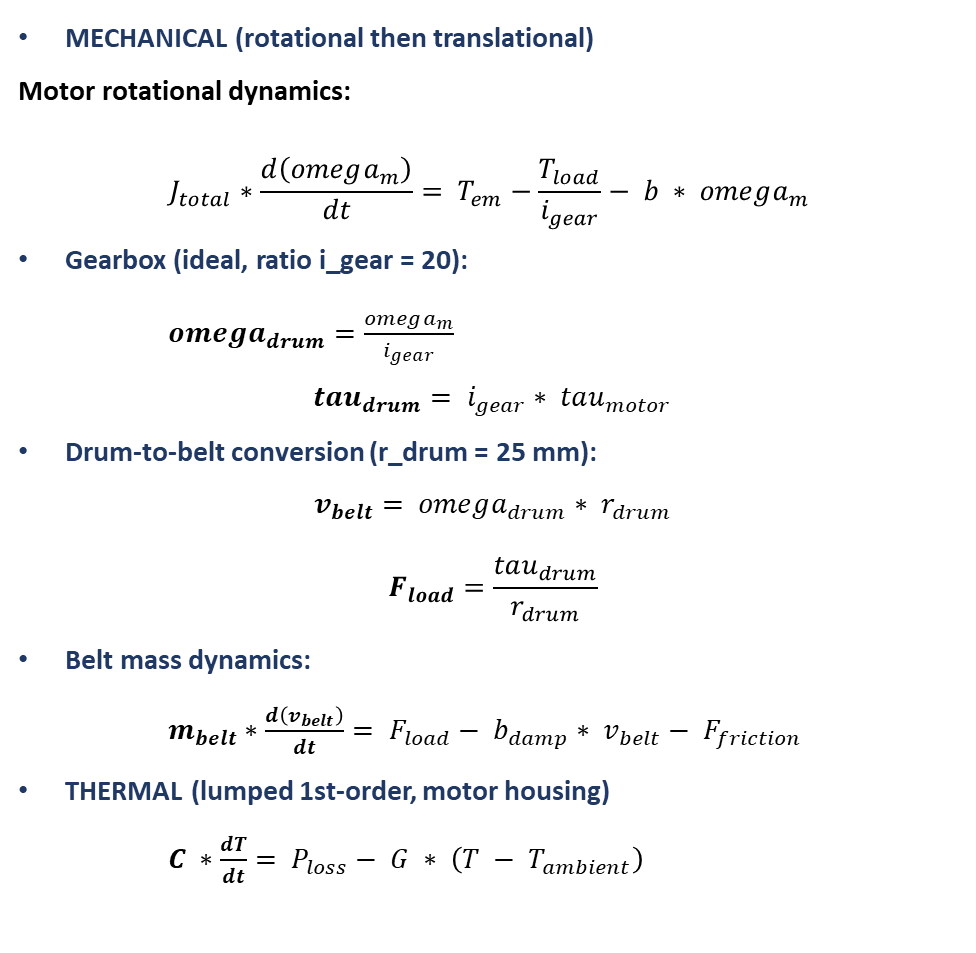 • MECHANICAL (rotational then translational)
Motor rotational dynamics:
J_total * d(omega_m)/dt = T_em − T_load/i_gear − b * omega_m
• Gearbox (ideal, ratio i_gear = 20):
omega_drum = omega_m/i_gear
tau_drum = i_gear * tau_motor
• Drum-to-belt conversion (r_drum = 25 mm):
v_belt = omega_drum * r_drum
F_load = tau_drum/r_drum
• Belt mass dynamics:
m_belt * d(v_belt)/dt = F_load − b_damp * v_belt − F_friction
• THERMAL (lumped 1st-order, motor housing)
C * dT/dt = P_loss − G * (T − T_ambient)